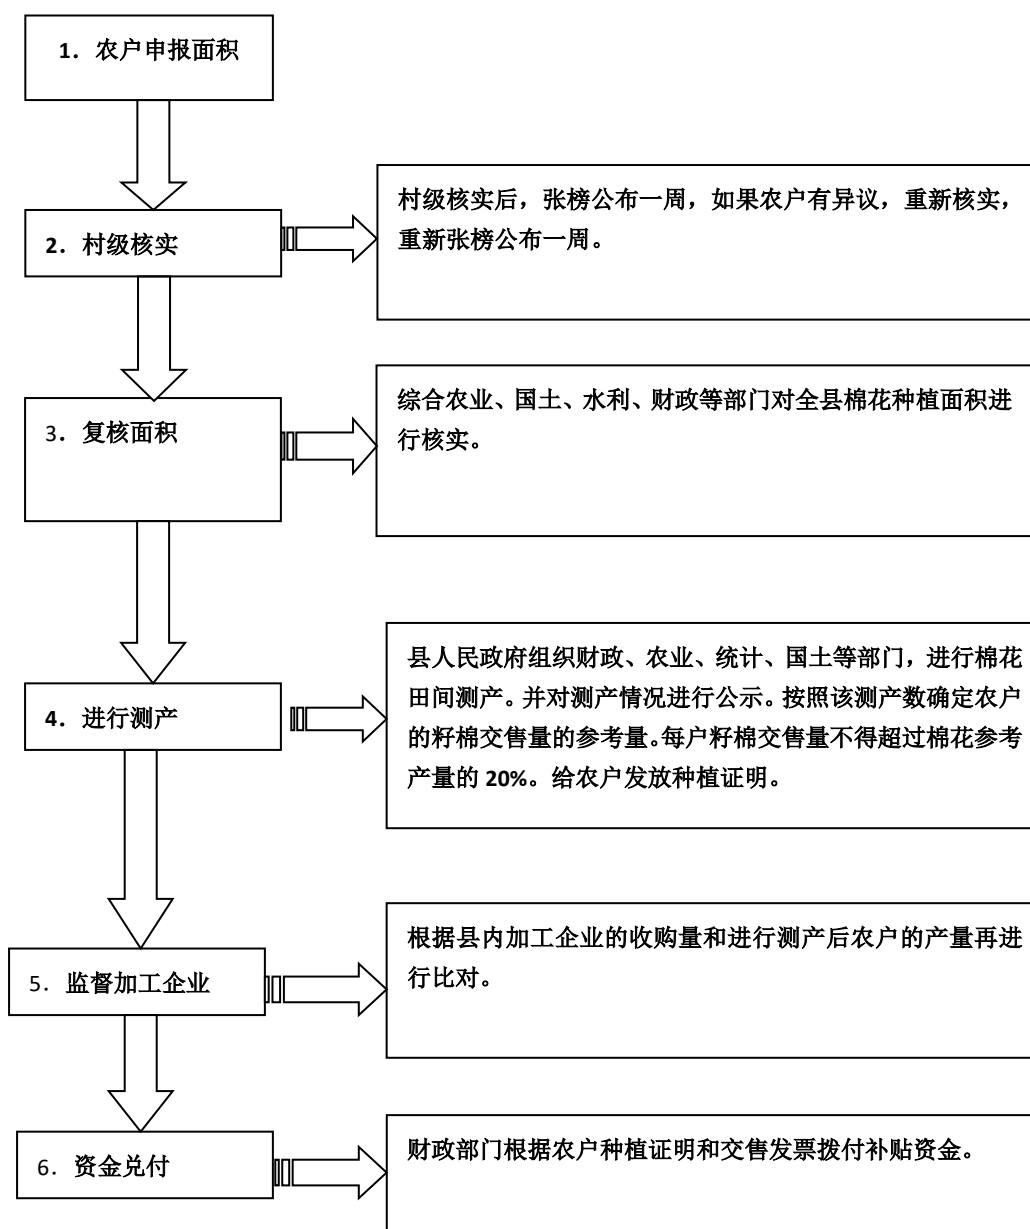 1. 农户申报面积
2. 村级核实
村级核实后，张榜公布一周，如果农户有异议，重新核实，
重新张榜公布一周。
3. 复核面积
综合农业、国土、水利、财政等部门对全县棉花种植面积进
行核实。
4. 进行测产
县人民政府组织财政、农业、统计、国土等部门，进行棉花
田间测产。并对测产情况进行公示。按照该测产数确定农户
的籽棉交售量的参考量。每户籽棉交售量不得超过棉花参考
产量的 20%。给农户发放种植证明。
5. 监督加工企业
根据县内加工企业的收购量和进行测产后农户的产量再进
行比对。
6. 资金兑付
财政部门根据农户种植证明和交售发票拨付补贴资金。